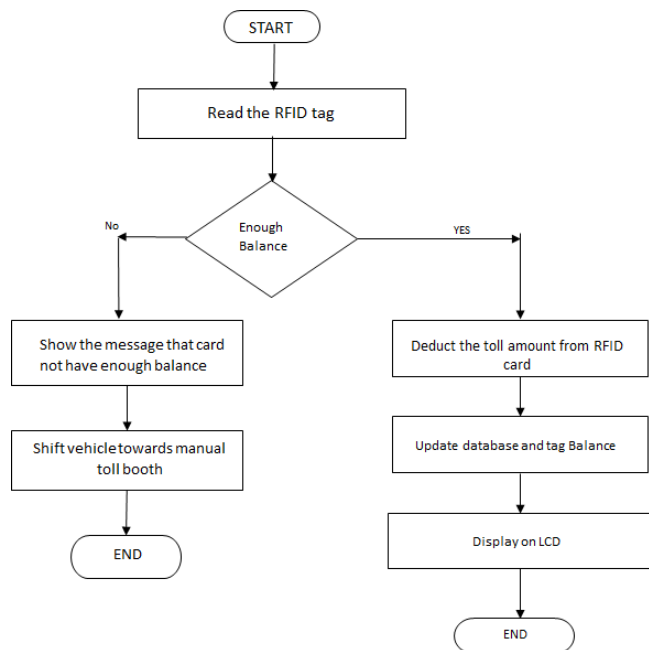 START
Read the RFID tag
Enough
Balance
No
YES
Show the message that card
not have enough balance
Deduct the toll amount from RFID
card
Shift vehicle towards manual
toll booth
Update database and tag Balance
END
Display on LCD
END